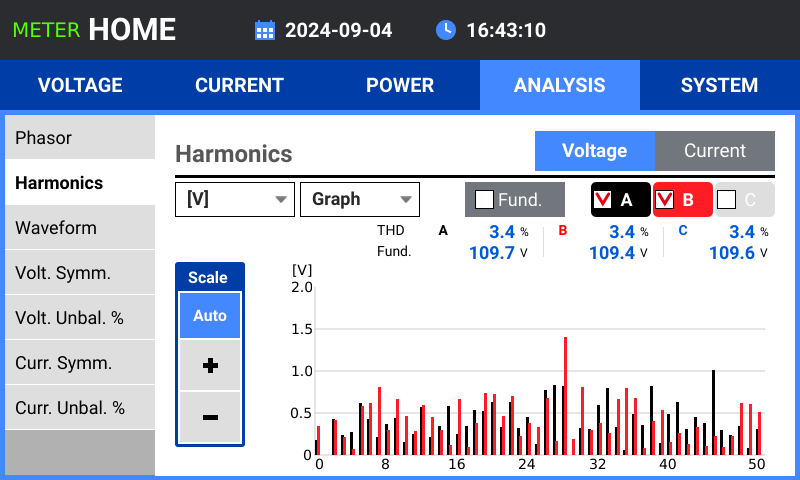 METER HOME 2024-09-04 16:43:10
VOLTAGE CURRENT POWER ANALYSIS SYSTEM
Phasor
Harmonics
Waveform
Volt. Symm.
Volt. Unbal. %
Curr. Symm.
Curr. Unbal. %
Harmonics Voltage Current
[V] Graph Fund. A B C
THD A 3.4 % B 3.4 % C 3.4 %
Fund. 109.7 V 109.4 V 109.6 V
Scale
Auto
+
−
[V]
2.0
1.5
1.0
0.5
0
0 8 16 24 32 40 50